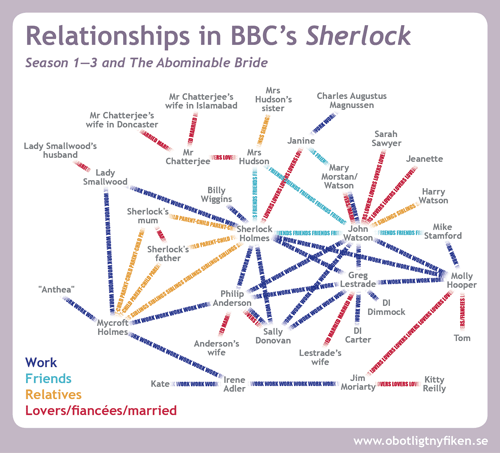 Relationships in BBC's Sherlock
Season 1—3 and The Abominable Bride
Mrs
Hudson's
sister
Charles Augustus
Magnussen
Mr Chatterjee's
wife in Islamabad
Mr Chatterjee's
wife in Doncaster
Sarah
Sawyer
Janine
Lady Smallwood's
husband
Mr
Chatterjee
Mrs
Hudson
Jeanette
Mary
Morstan/
Watson
Lady
Smallwood
Billy
Wiggins
Harry
Watson
Sherlock's
mum
Sherlock
Holmes
John
Watson
Mike
Stamford
Sherlock's
father
Greg
Lestrade
Molly
Hooper
"Anthea"
Philip
Anderson
DI
Dimmock
Mycroft
Holmes
Sally
Donovan
DI
Carter
Tom
Anderson's
wife
Lestrade's
wife
Kate
Irene
Adler
Jim
Moriarty
Kitty
Reilly
Work
Friends
Relatives
Lovers/fiancées/married
www.obotligtnyfiken.se